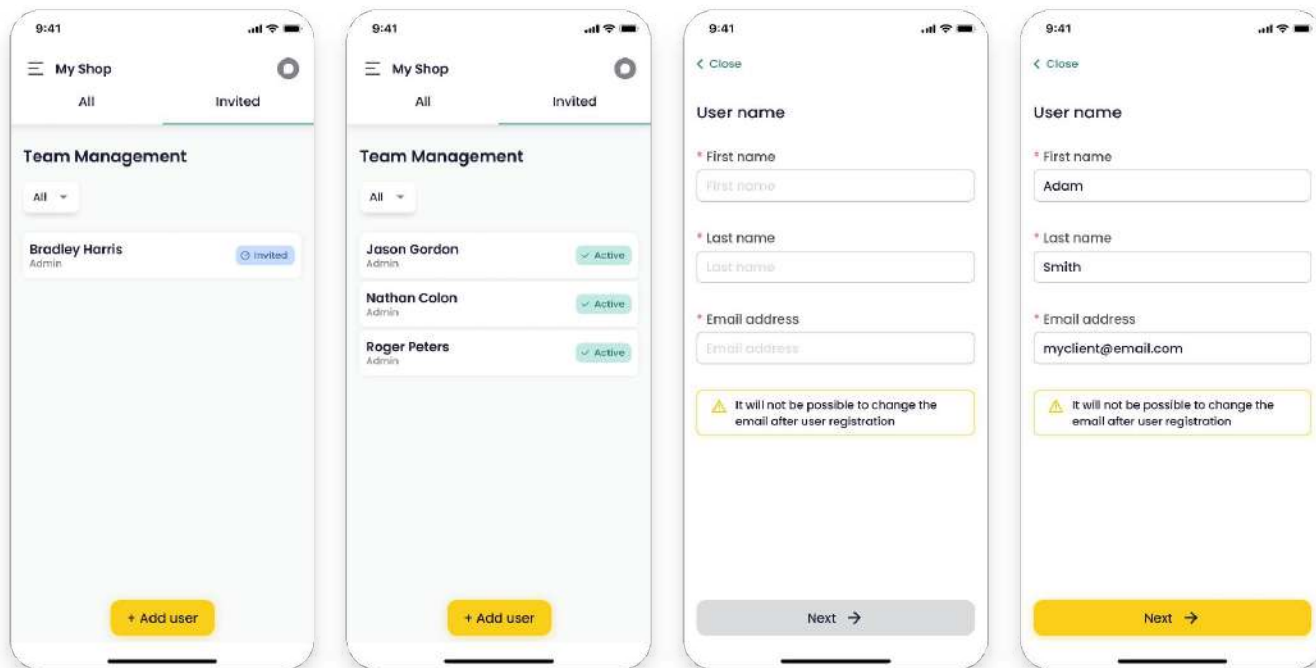 9:41
My Shop
All Invited
Team Management
All
Bradley Harris
Admin
Invited
+ Add user
9:41
My Shop
All Invited
Team Management
All
Jason Gordon
Admin
Active
Nathan Colon
Admin
Active
Roger Peters
Admin
Active
+ Add user
9:41
Close
User name
* First name
First name
* Last name
Last name
* Email address
Email address
It will not be possible to change the
email after user registration
Next →
9:41
Close
User name
* First name
Adam
* Last name
Smith
* Email address
myclient@email.com
It will not be possible to change the
email after user registration
Next →